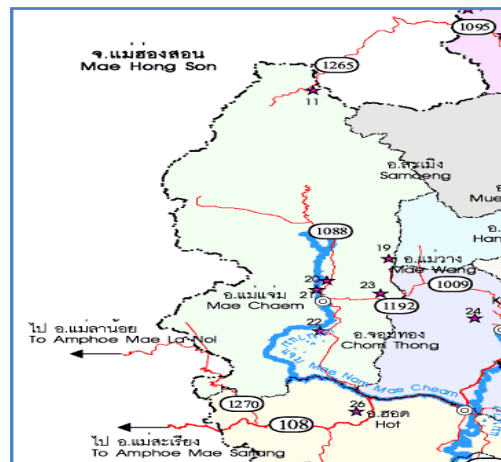 1095
จ.แม่ฮ่องสอน
Mae Hong Son
1265
11
อ.สะเมิง
Samoeng
Mue
Han
1088
19
อ.แม่วาง
Mae Wang
20
21
อ.แม่แจ่ม
Mae Chaem
23
1192
1009
24
22
อ.จอมทอง
Chom Thong
ไป อ.แม่ลาน้อย
To Amphoe Mae La Noi
Mae Nam Mae Chaem
1270
108
26
อ.ฮอด
Hot
ไป อ.แม่สะเรียง
To Amphoe Mae Sariang